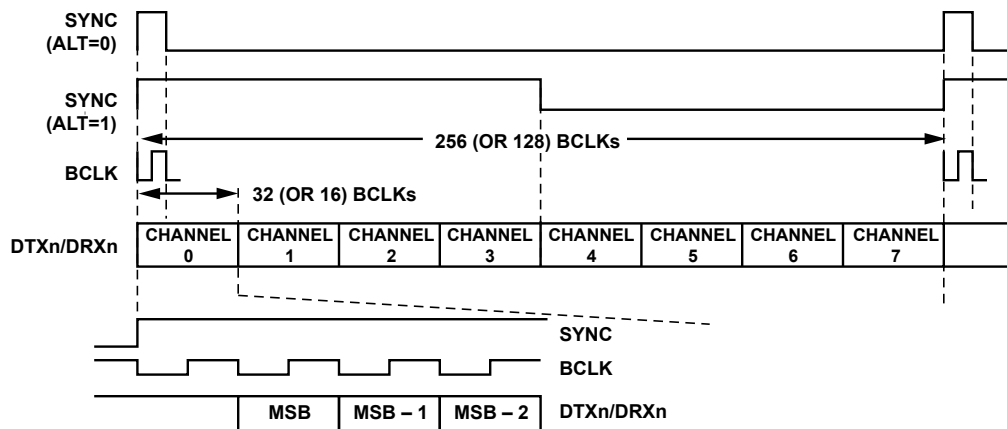 SYNC
(ALT=0)
SYNC
(ALT=1)
256 (OR 128) BCLKs
BCLK
32 (OR 16) BCLKs
DTXn/DRXn
CHANNEL 0
CHANNEL 1
CHANNEL 2
CHANNEL 3
CHANNEL 4
CHANNEL 5
CHANNEL 6
CHANNEL 7
SYNC
BCLK
MSB
MSB – 1
MSB – 2
DTXn/DRXn